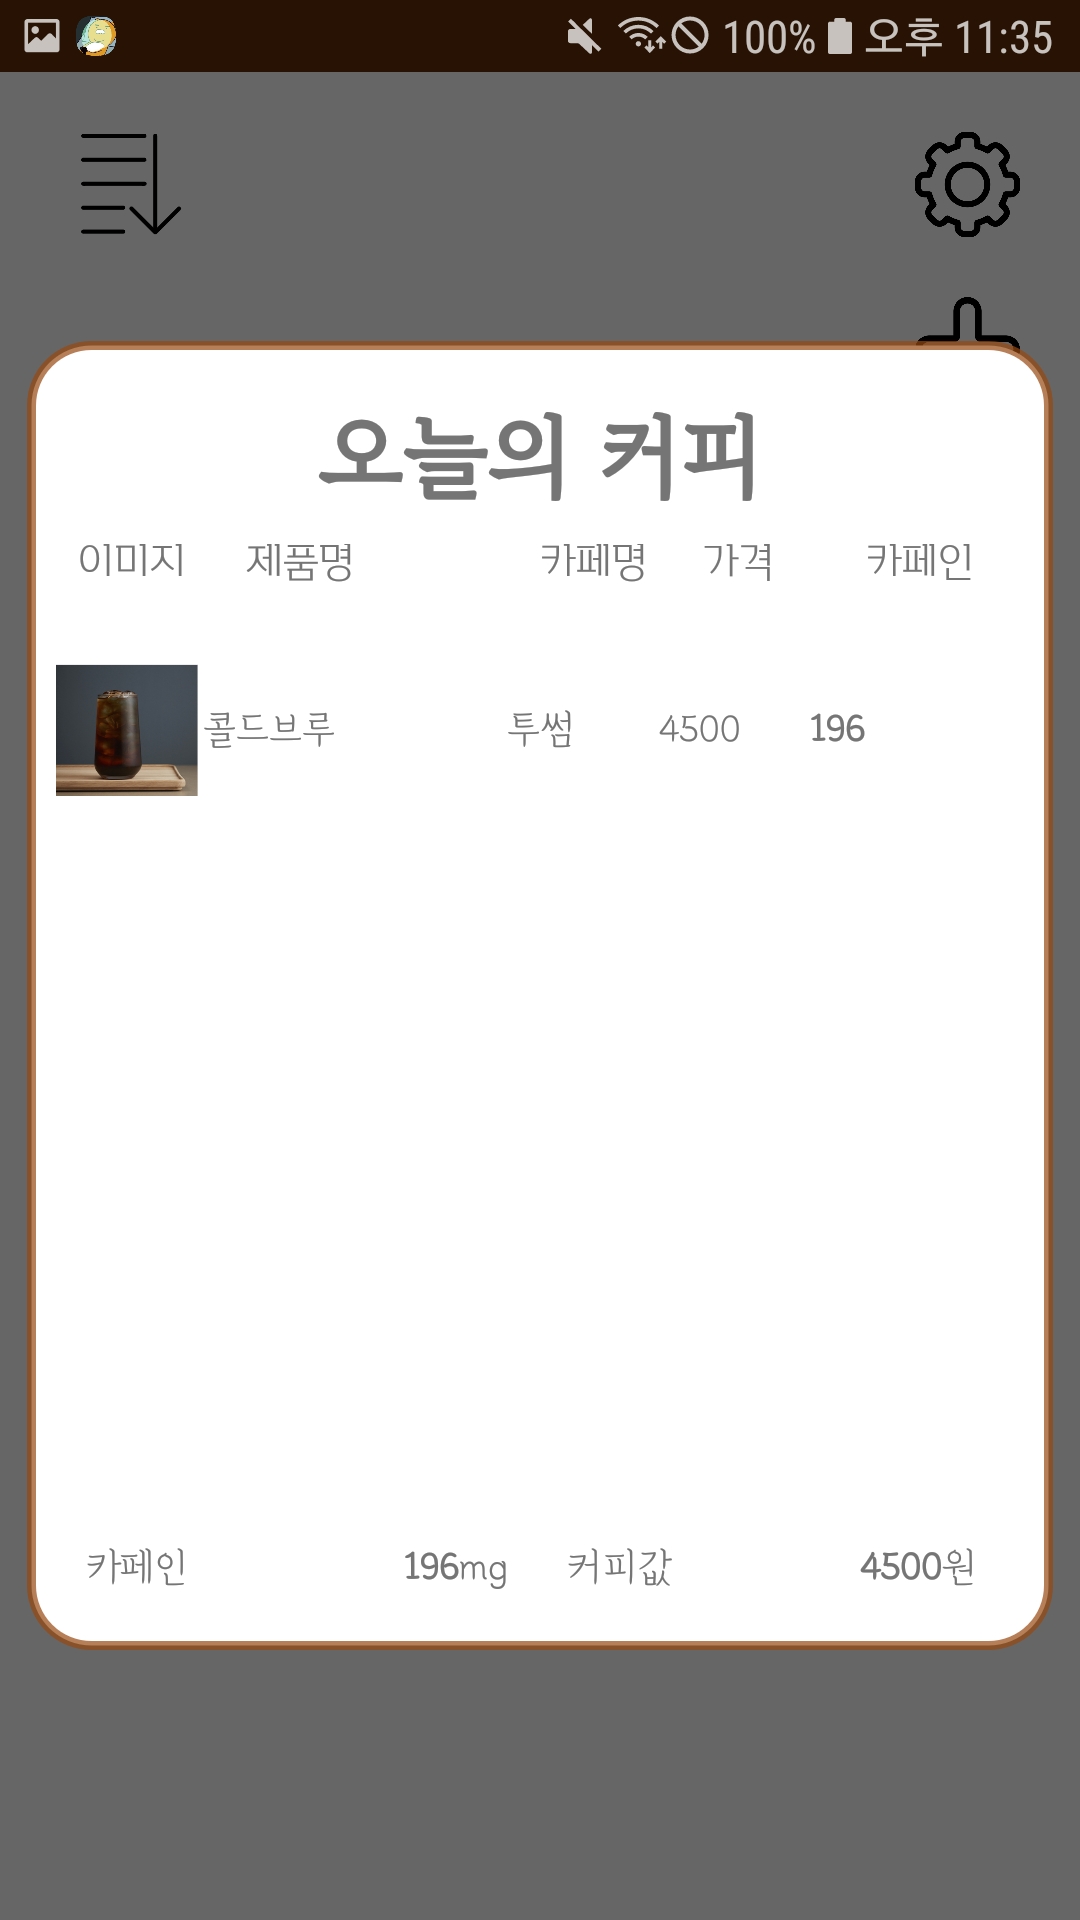 100% 오후 11:35
오늘의 커피
이미지 제품명 카페명 가격 카페인
콜드브루 투썸 4500 196
카페인 196mg 커피값 4500원